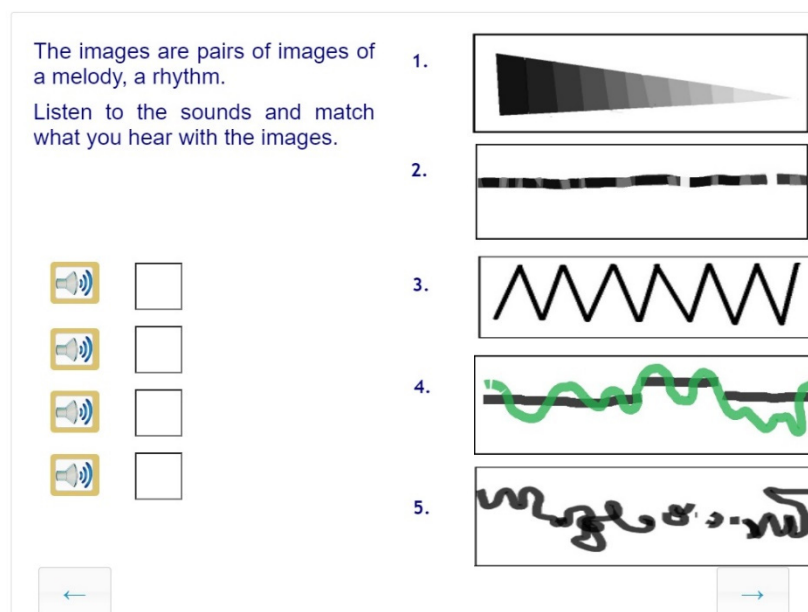 The images are pairs of images of
a melody, a rhythm.
Listen to the sounds and match
what you hear with the images.
1.
2.
3.
4.
5.